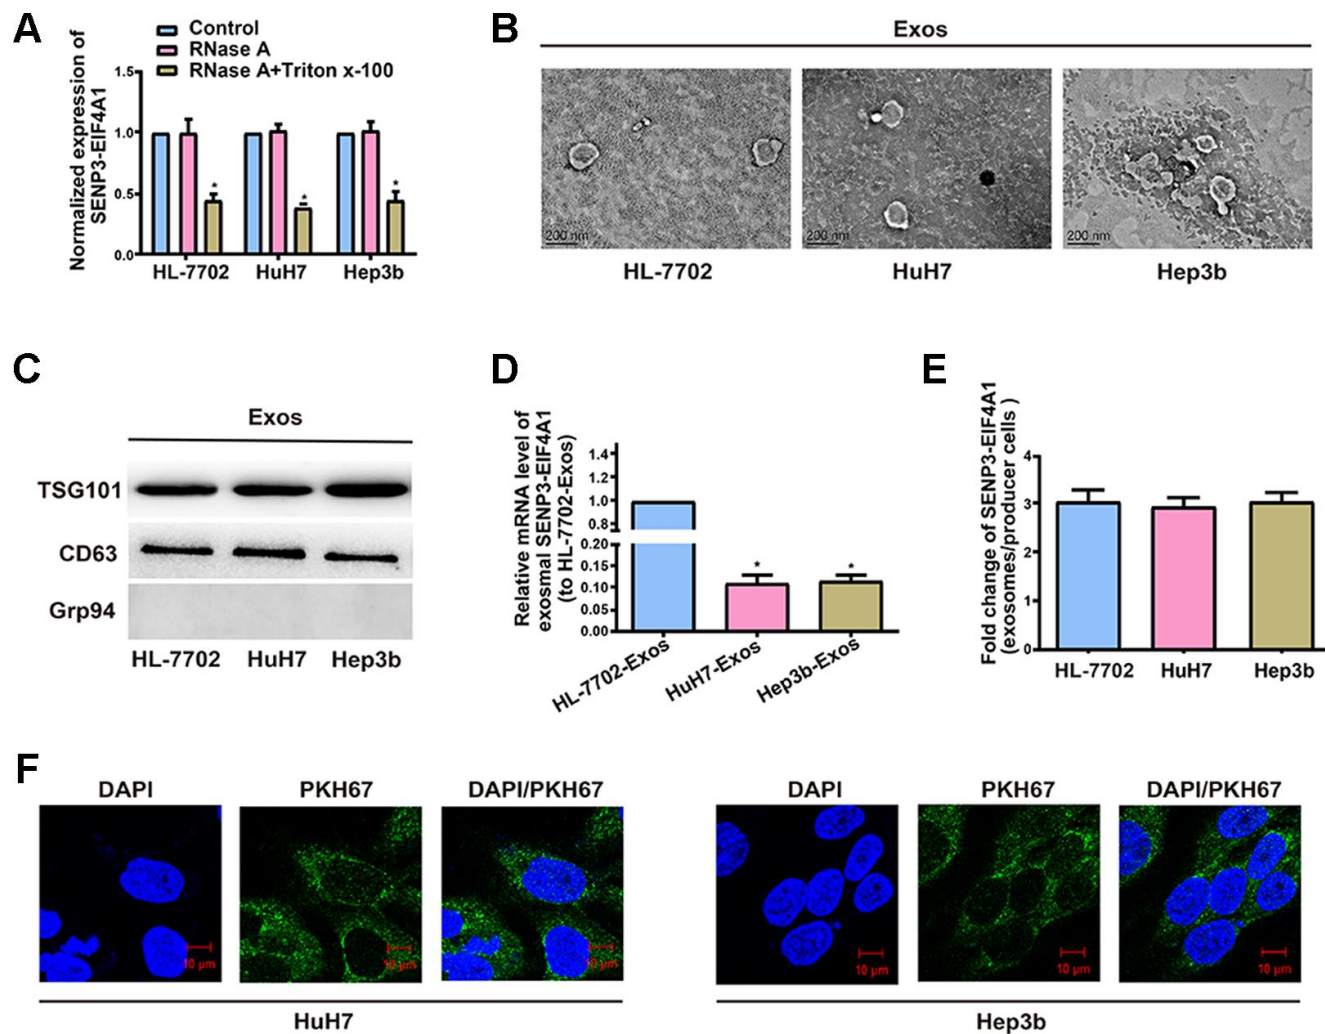 A
Normalized expression of
SENP3-EIF4A1
Control
RNase A
RNase A+Triton x-100
1.5
1.0
0.5
0.0
*
*
*
HL-7702
HuH7
Hep3b
B
Exos
200 nm
200 nm
200 nm
HL-7702
HuH7
Hep3b
C
Exos
TSG101
CD63
Grp94
HL-7702
HuH7
Hep3b
D
Relative mRNA level of
exosmal SENP3-EIF4A1
(to HL-7702-Exos)
1.4
1.2
1.0
0.8
0.20
0.15
0.10
0.05
0.00
*
*
HL-7702-Exos
HuH7-Exos
Hep3b-Exos
E
Fold change of SENP3-EIF4A1
(exosomes/producer cells )
4
3
2
1
0
HL-7702
HuH7
Hep3b
F
DAPI
PKH67
DAPI/PKH67
10 µm
10 µm
10 µm
HuH7
DAPI
PKH67
DAPI/PKH67
10 µm
10 µm
10 µm
Hep3b